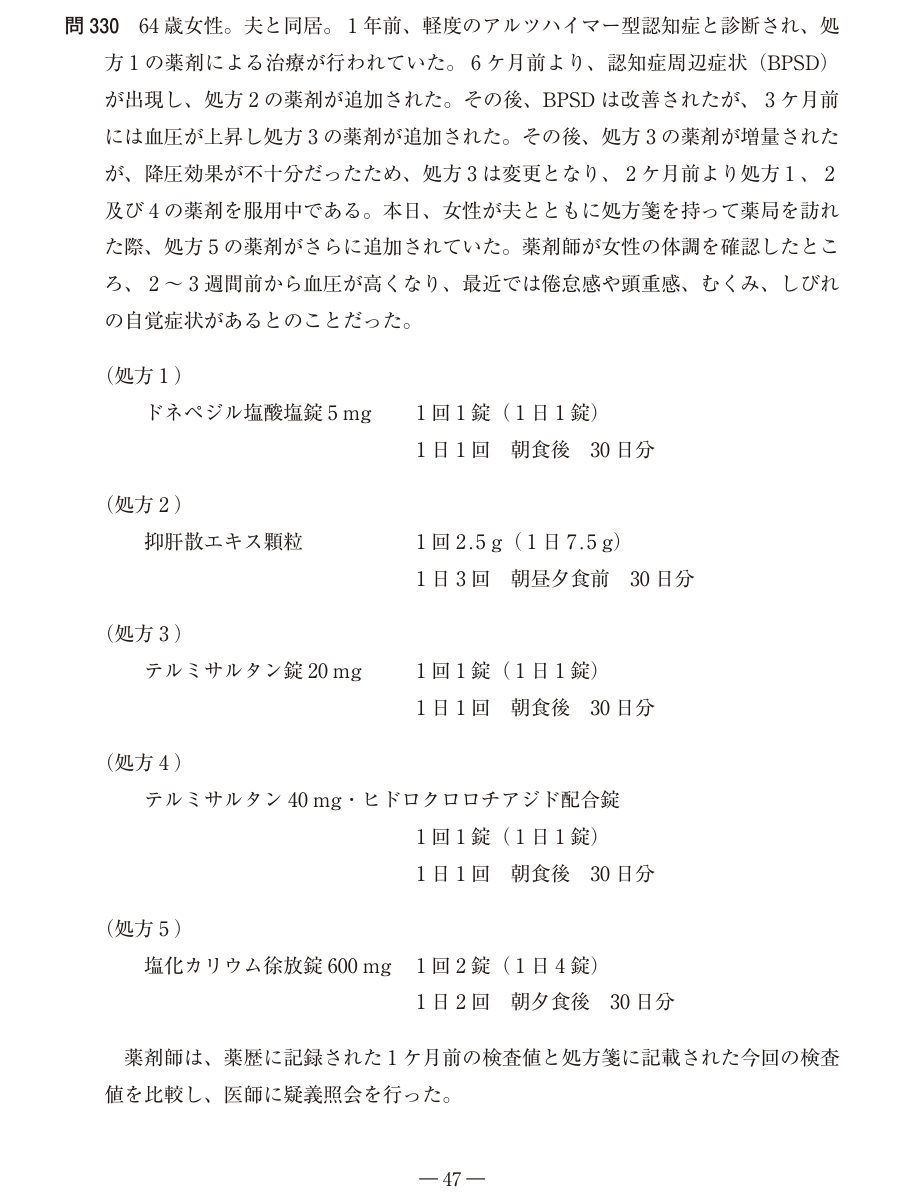 問 330　64 歳女性。夫と同居。１年前、軽度のアルツハイマー型認知症と診断され、処
方１の薬剤による治療が行われていた。６ケ月前より、認知症周辺症状（BPSD）
が出現し、処方２の薬剤が追加された。その後、BPSD は改善されたが、３ケ月前
には血圧が上昇し処方３の薬剤が追加された。その後、処方３の薬剤が増量された
が、降圧効果が不十分だったため、処方３は変更となり、２ケ月前より処方１、２
及び４の薬剤を服用中である。本日、女性が夫とともに処方箋を持って薬局を訪れ
た際、処方５の薬剤がさらに追加されていた。薬剤師が女性の体調を確認したとこ
ろ、２～３週間前から血圧が高くなり、最近では倦怠感や頭重感、むくみ、しびれ
の自覚症状があるとのことだった。
（処方１）
ドネペジル塩酸塩錠５mg　１回１錠（１日１錠）
１日１回　朝食後　30 日分
（処方２）
抑肝散エキス顆粒　１回 2.5 g（１日 7.5 g）
１日３回　朝昼夕食前　30 日分
（処方３）
テルミサルタン錠 20 mg　１回１錠（１日１錠）
１日１回　朝食後　30 日分
（処方４）
テルミサルタン 40 mg・ヒドロクロロチアジド配合錠
１回１錠（１日１錠）
１日１回　朝食後　30 日分
（処方５）
塩化カリウム徐放錠 600 mg　１回２錠（１日４錠）
１日２回　朝夕食後　30 日分
薬剤師は、薬歴に記録された１ケ月前の検査値と処方箋に記載された今回の検査
値を比較し、医師に疑義照会を行った。
― 47 ―